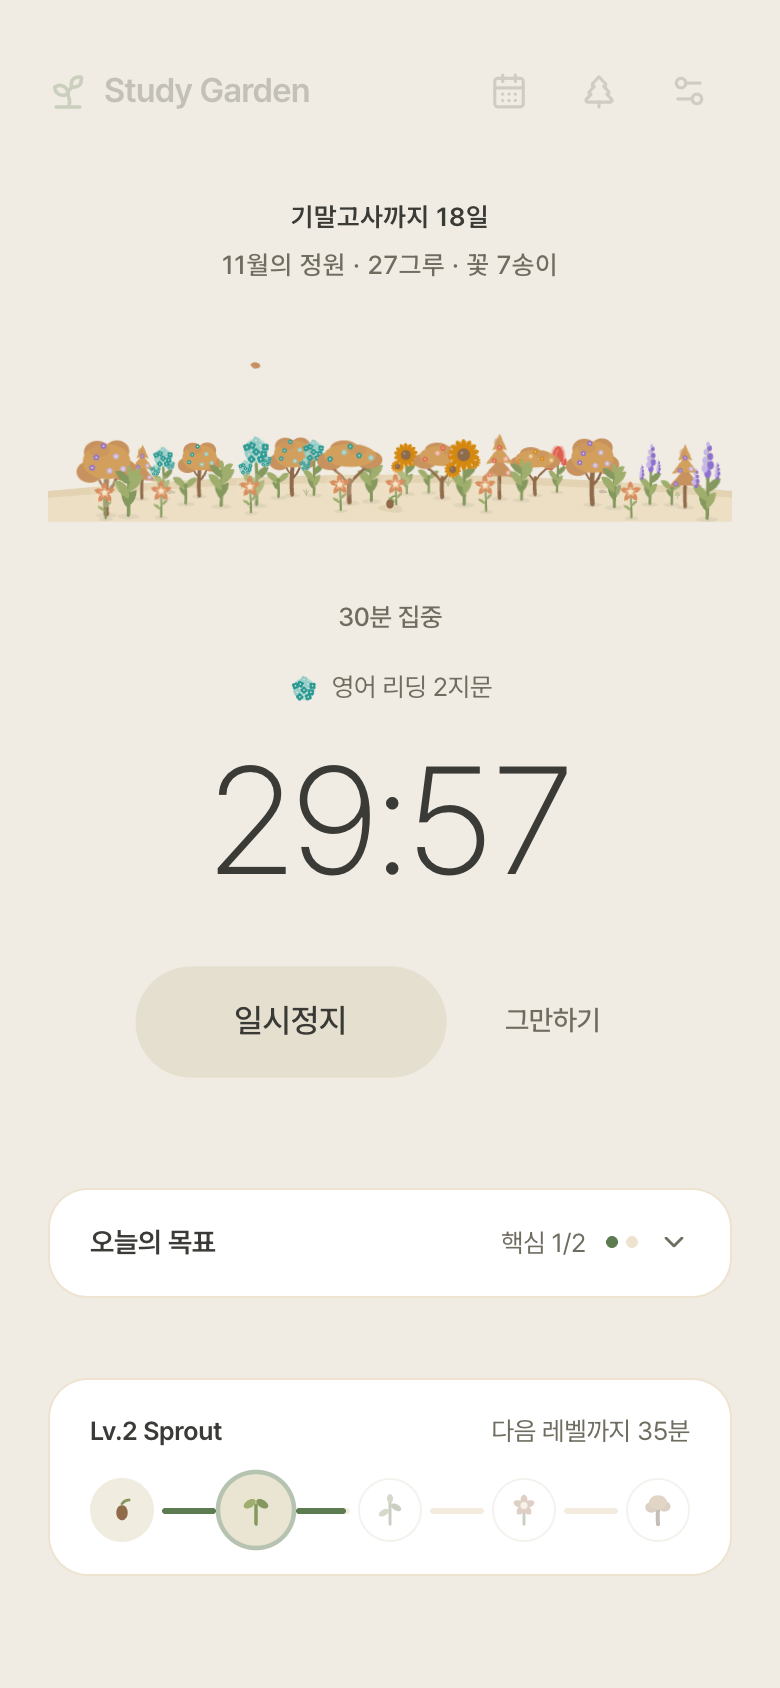 Study Garden
기말고사까지 18일
11월의 정원 · 27그루 · 꽃 7송이
30분 집중
영어 리딩 2지문
29:57
일시정지
그만하기
오늘의 목표
핵심 1/2
Lv.2 Sprout
다음 레벨까지 35분